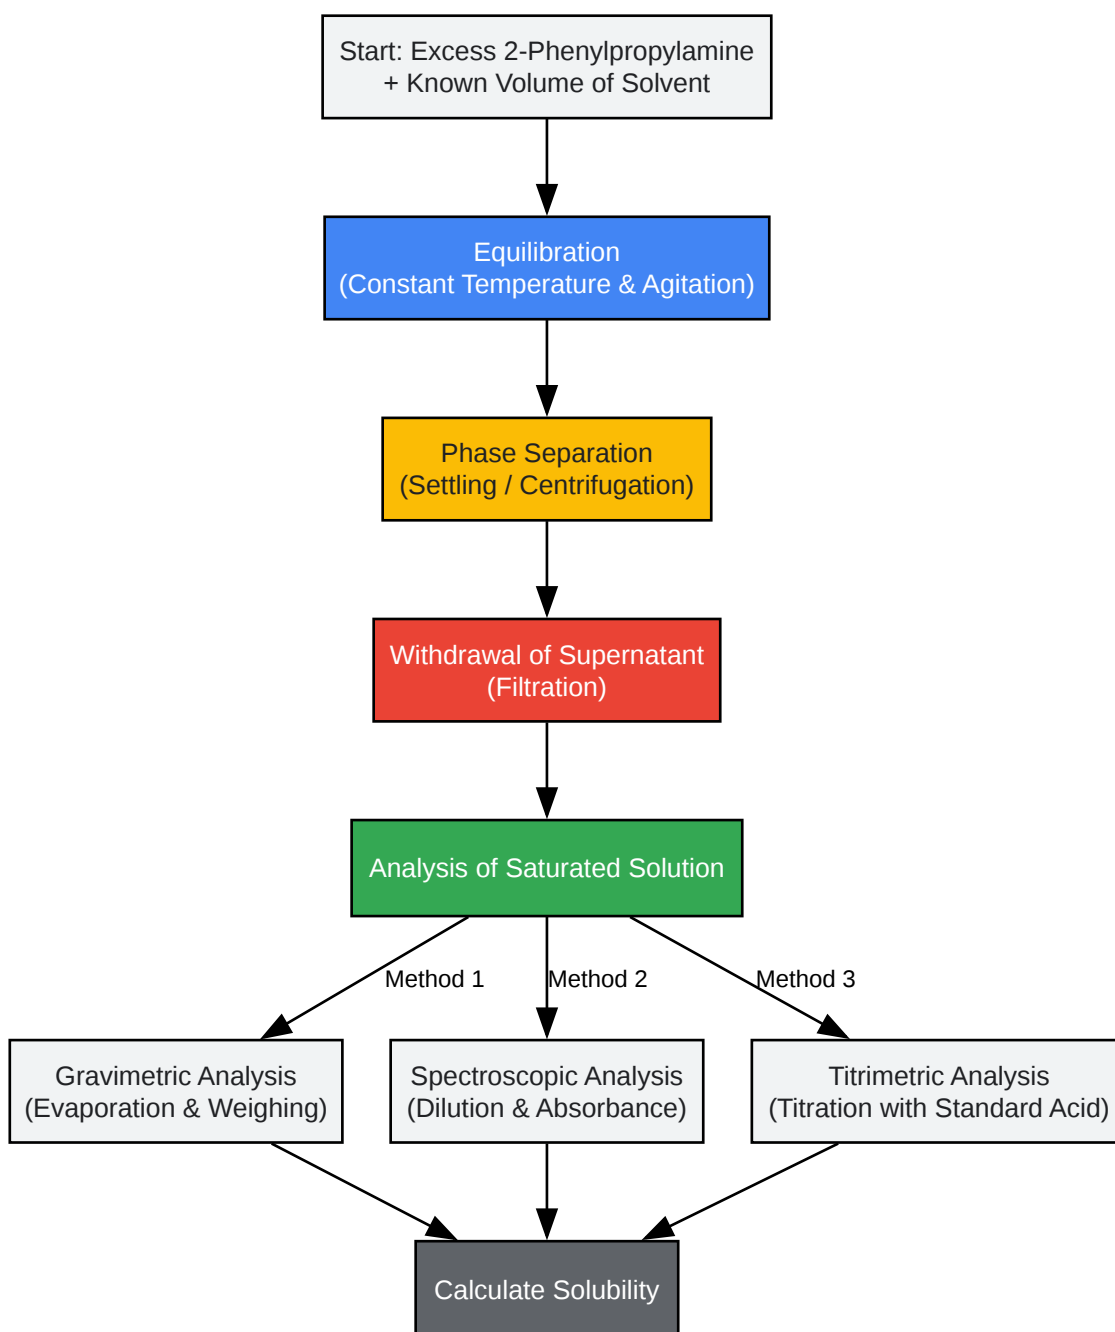 Start: Excess 2-Phenylpropylamine
+ Known Volume of Solvent
Equilibration
(Constant Temperature & Agitation)
Phase Separation
(Settling / Centrifugation)
Withdrawal of Supernatant
(Filtration)
Analysis of Saturated Solution
Method 1
Method 2
Method 3
Gravimetric Analysis
(Evaporation & Weighing)
Spectroscopic Analysis
(Dilution & Absorbance)
Titrimetric Analysis
(Titration with Standard Acid)
Calculate Solubility